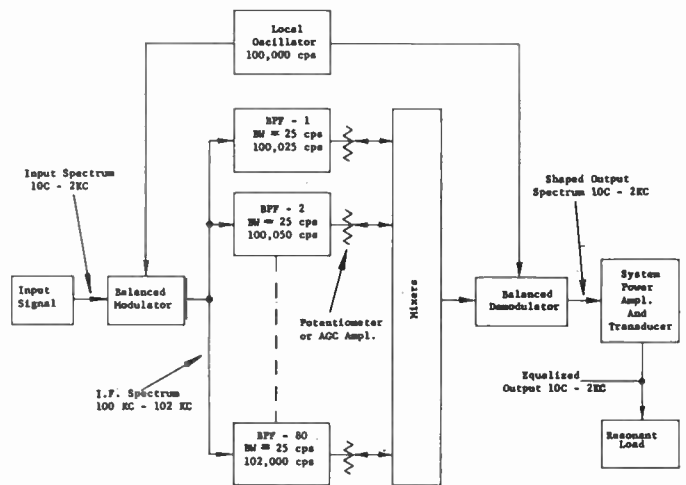 Local
Oscillator
100,000 cps
BPF - 1
BW = 25 cps
100,025 cps
Input Spectrum
10C - 2KC
BPF - 2
BW = 25 cps
100,050 cps
Shaped Output
Spectrum 10C - 2KC
Input
Signal
Balanced
Modulator
Potentiometer
or AGC Ampl.
Mixers
Balanced
Demodulator
System
Power
Ampl.
And
Transducer
I.F. Spectrum
100 KC - 102 KC
Equalized
Output 10C - 2KC
BPF - 80
BW = 25 cps
102,000 cps
Resonant
Load